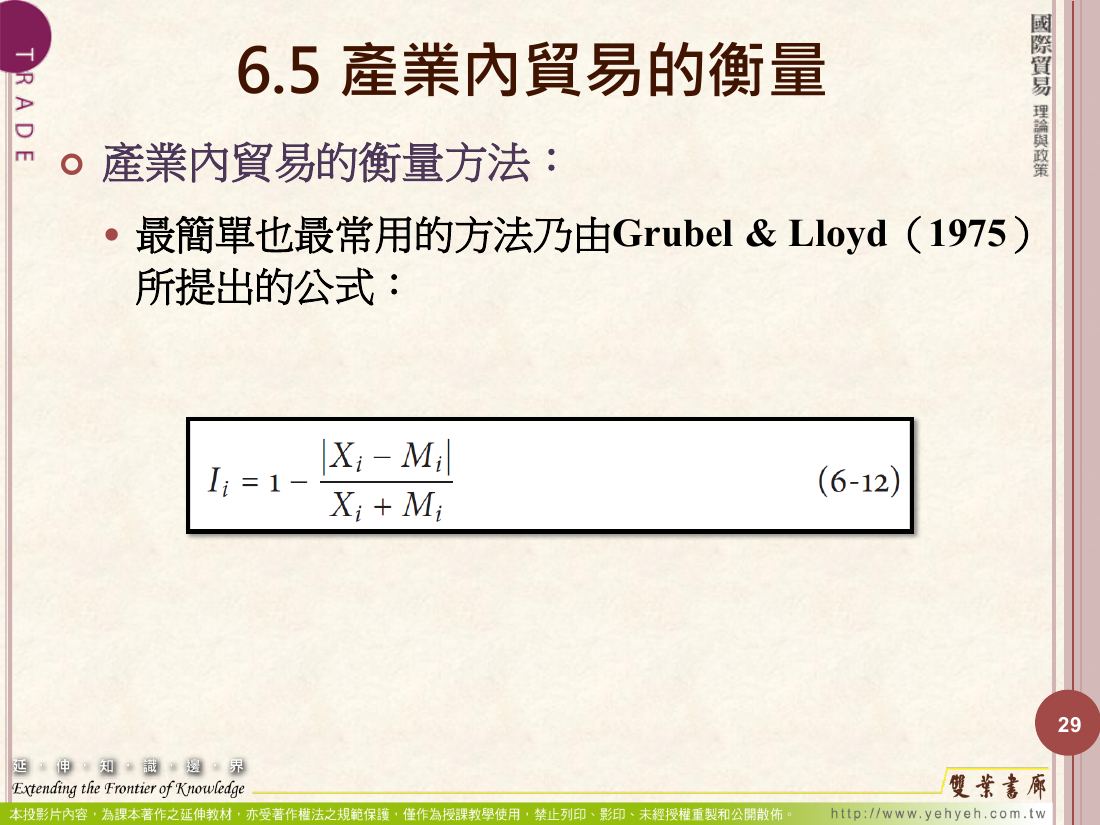 TRADE
國際貿易 理論與政策
6.5 產業內貿易的衡量
產業內貿易的衡量方法：
最簡單也最常用的方法乃由Grubel & Lloyd（1975）
所提出的公式：
I_i = 1 − |X_i − M_i| / (X_i + M_i) (6-12)
29
延‧伸‧知‧識‧邊‧界
Extending the Frontier of Knowledge
雙葉書廊
本投影片內容，為課本著作之延伸教材，亦受著作權法之規範保護，僅作為授課教學使用，禁止列印、影印、未經授權重製和公開散佈。
http://www.yehyeh.com.tw